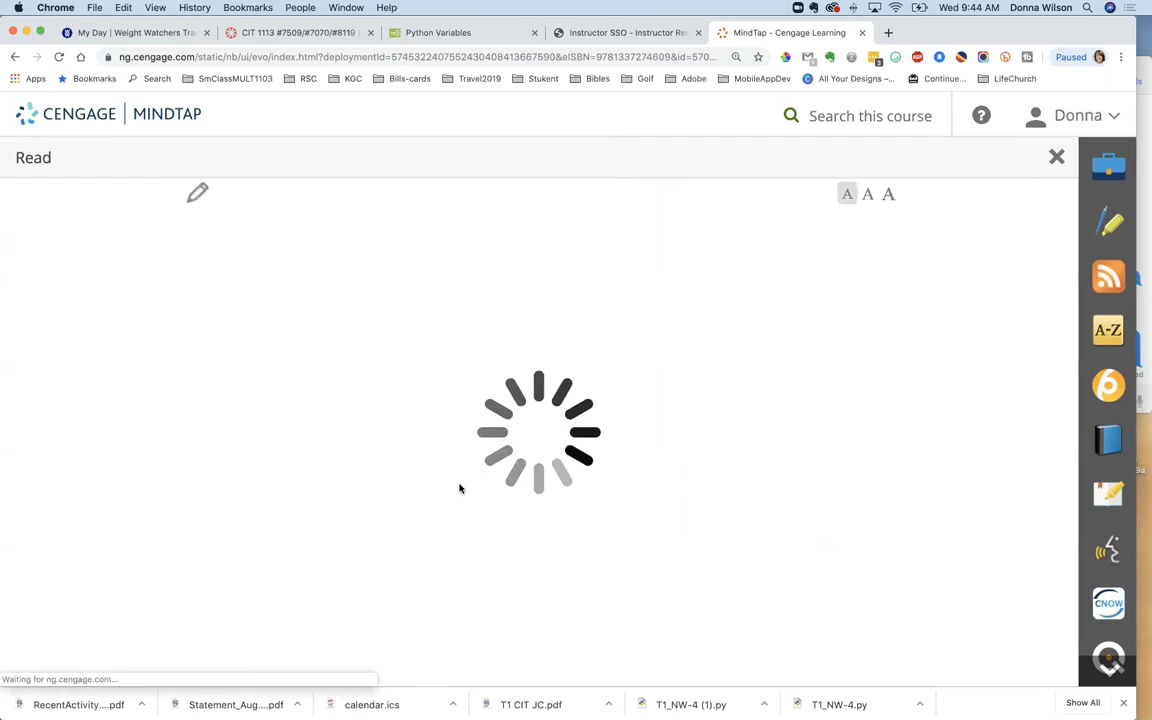 Chrome File Edit View History Bookmarks People Window Help Wed 9:44 AM Donna Wilson
My Day | Weight Watchers Tra CIT 1113 #7509/#7070/#8119 Python Variables Instructor SSO - Instructor Res MindTap - Cengage Learning
ng.cengage.com/static/nb/ui/evo/index.html?deploymentId=57453224075524304084136675 90&eISBN=9781337274609&id=570... Paused
Apps Bookmarks Search SmClassMULT1103 RSC KGC Bills-cards Travel2019 Stukent Bibles Golf Adobe MobileAppDev All Your Designs –... Continue... LifeChurch
CENGAGE MINDTAP Search this course ? Donna
Read
A A A
A-Z
CNOW
Waiting for ng.cengage.com...
RecentActivity....pdf Statement_Aug....pdf calendar.ics T1 CIT JC.pdf T1_NW-4 (1).py T1_NW-4.py Show All